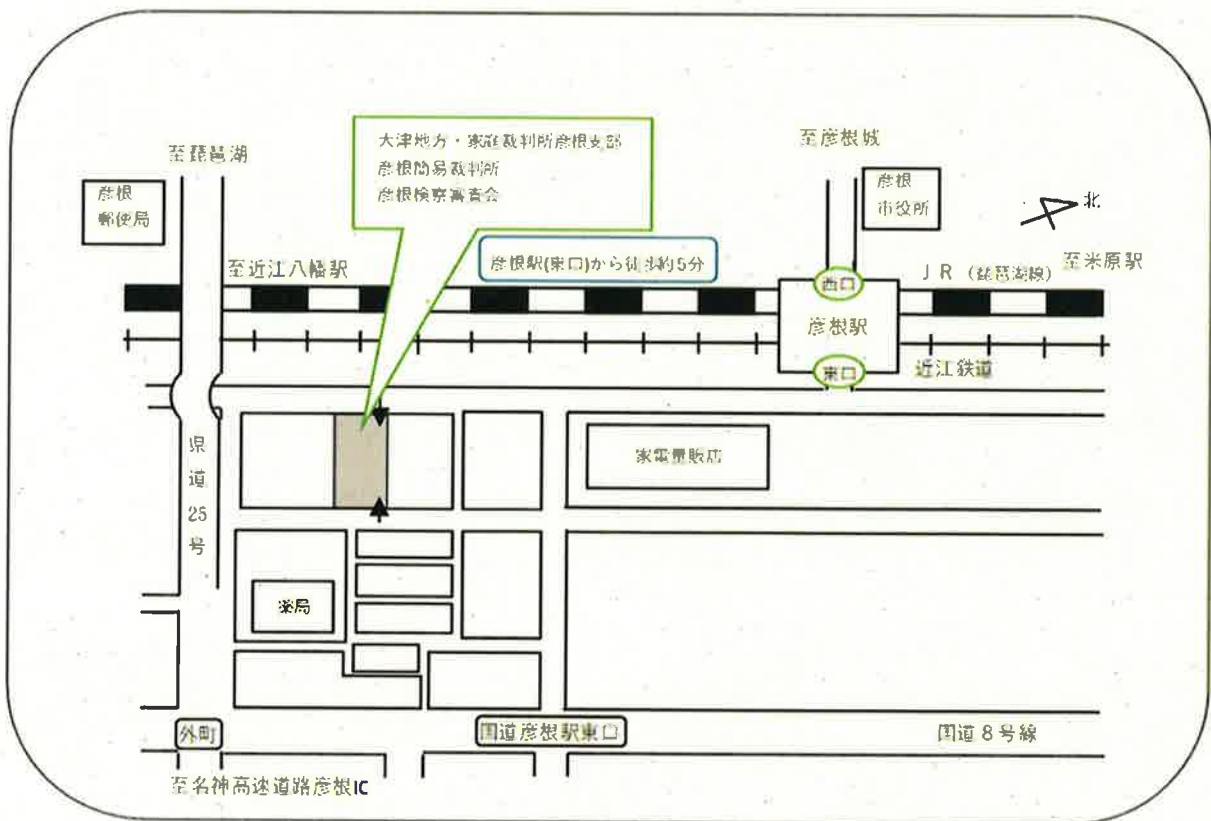 至琵琶湖
彦根
郵便局
大津地方・家庭裁判所彦根支部
彦根簡易裁判所
彦根検察審査会
至彦根城
彦根
市役所
北
至近江八幡駅
彦根駅(東口)から徒歩約5分
西口
JR (琵琶湖線)
至米原駅
彦根駅
東口
近江鉄道
県道25号
家電量販店
薬局
外町
国道彦根駅東口
国道8号線
至名神高速道路彦根IC